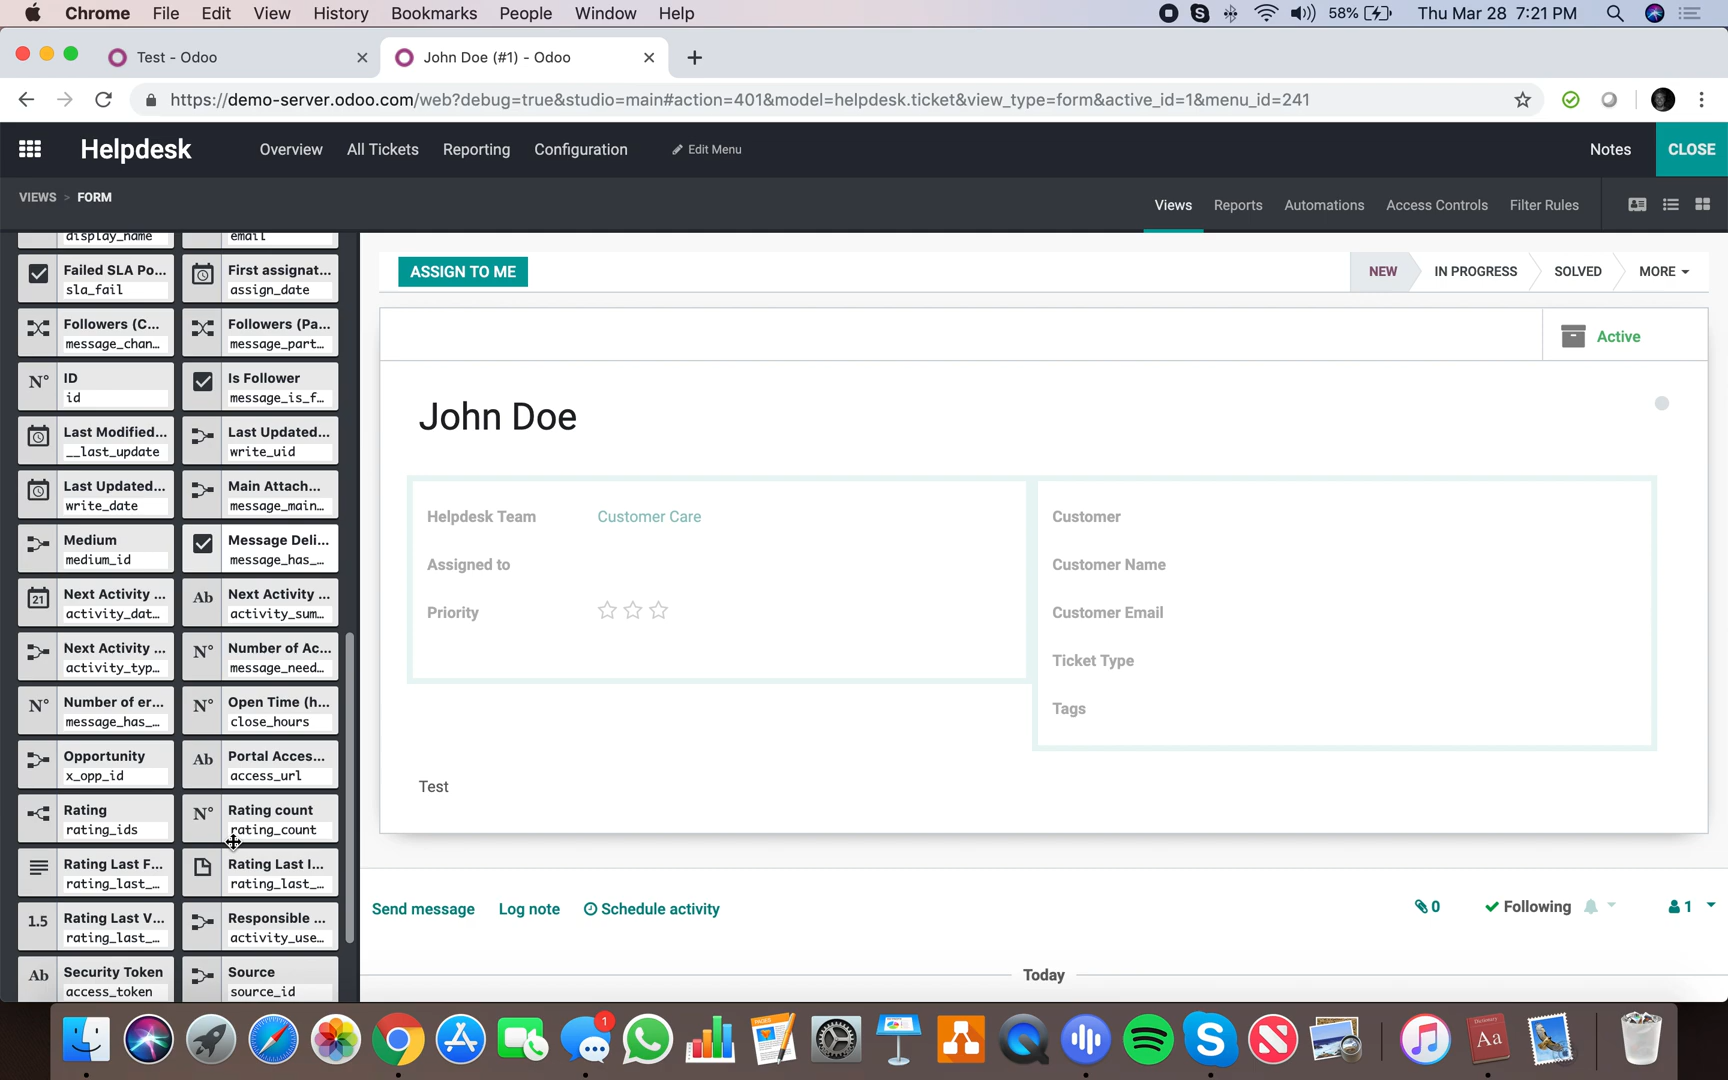 Chrome File Edit View History Bookmarks People Window Help 58% Thu Mar 28 7:21 PM
Test - Odoo John Doe (#1) - Odoo
https://demo-server.odoo.com/web?debug=true&studio=main#action=401&model=helpdesk.ticket&view_type=form&active_id=1&menu_id=241
Helpdesk Overview All Tickets Reporting Configuration Edit Menu Notes CLOSE
VIEWS > FORM Views Reports Automations Access Controls Filter Rules
display_name email
Failed SLA Po... First assignat...
sla_fail assign_date
Followers (C... Followers (Pa...
message_chan… message_part…
N° ID Is Follower
id message_is_f…
Last Modified... Last Updated...
__last_update write_uid
Last Updated... Main Attach...
write_date message_main…
Medium Message Deli...
medium_id message_has_…
21 Next Activity ... Ab Next Activity ...
activity_dat… activity_sum…
Next Activity ... N° Number of Ac...
activity_typ… message_need…
N° Number of er... N° Open Time (h...
message_has_… close_hours
Opportunity Ab Portal Acces...
x_opp_id access_url
Rating N° Rating count
rating_ids rating_count
Rating Last F... Rating Last I...
rating_last_… rating_last_…
1.5 Rating Last V... Responsible ...
rating_last_… activity_use…
Ab Security Token Source
access_token source_id
ASSIGN TO ME NEW IN PROGRESS SOLVED MORE
Active
John Doe
Helpdesk Team Customer Care
Assigned to
Priority
Customer
Customer Name
Customer Email
Ticket Type
Tags
Test
Send message Log note Schedule activity 0 Following 1
Today
1
Aa